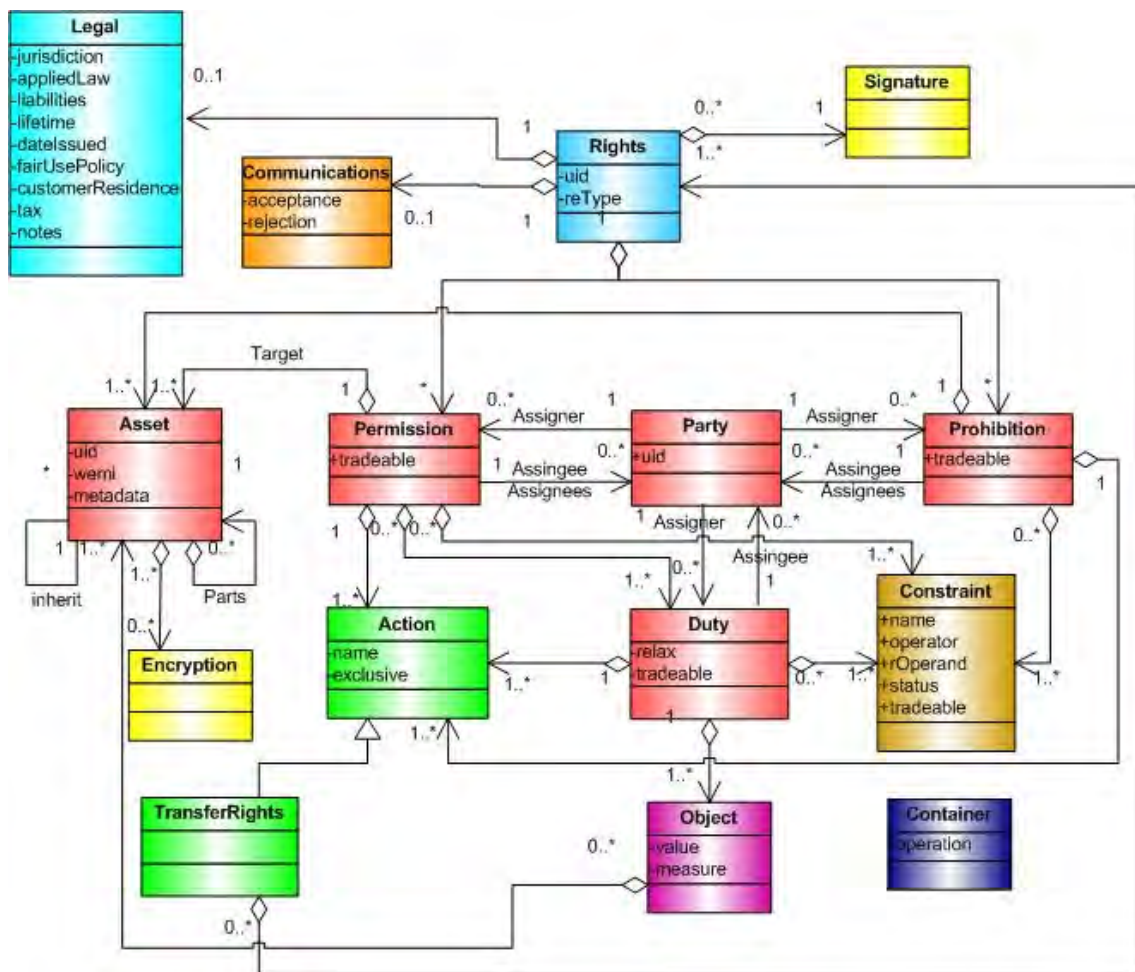 Legal
-jurisdiction
-appliedLaw
-liabilities
-lifetime
-dateIssued
-fairUsePolicy
-customerResidence
-tax
-notes
0..1
1
Communications
-acceptance
-rejection
0..1
1
Rights
-uid
-reType
1
0..*
1
1..*
Signature
Target
1..*
1..*
1
*
1
*
Asset
-uid
-wemi
-metadata
*
1
1
1..*
1..*
0..*
inherit
Parts
0..*
Encryption
Permission
+tradeable
0..*
Assigner
1
1
Assingee
Assignees
0..*
Party
+uid
1
Assigner
0..*
0..*
Assingee
Assignees
1
Prohibition
+tradeable
1
0..*
1
0..*
0..*
1..*
1..*
1..*
1
Assigner
0..*
0..*
Assingee
1
Action
-name
-exclusive
1..*
1
1..*
Duty
-relax
-tradeable
0..*
1..*
1
1..*
Constraint
+name
+operator
+rOperand
+status
+tradeable
1..*
TransferRights
0..*
Object
-value
-measure
0..*
Container
-operation